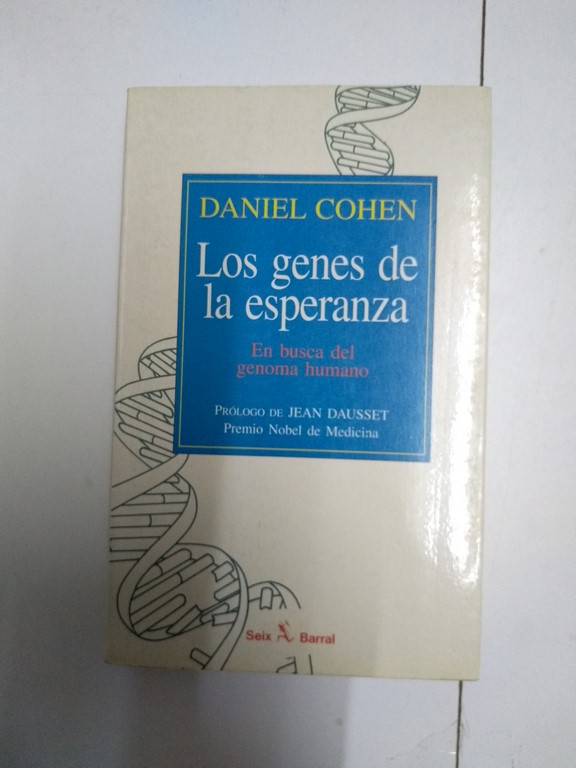 DANIEL COHEN
Los genes de
la esperanza
En busca del
genoma humano
PRÓLOGO DE JEAN DAUSSET
Premio Nobel de Medicina
Seix Barral